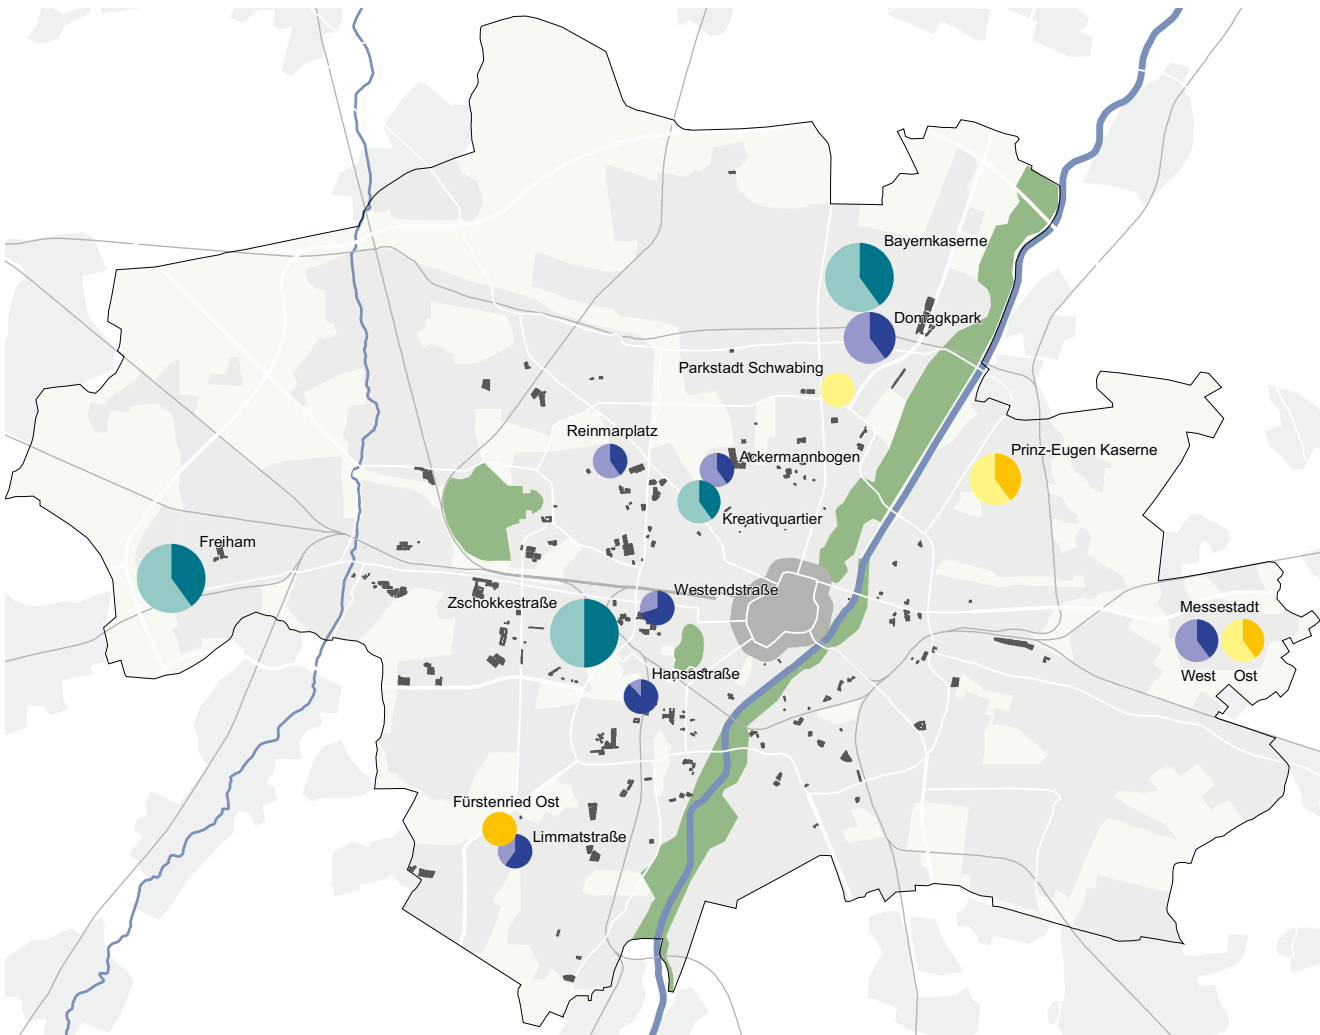 Bayernkaserne
Domagkpark
Parkstadt Schwabing
Reinmarplatz
Ackermannbogen
Prinz-Eugen Kaserne
Kreativquartier
Freiham
Westendstraße
Zschokkestraße
Messestadt
West
Ost
Hansastraße
Fürstenried Ost
Limmatstraße